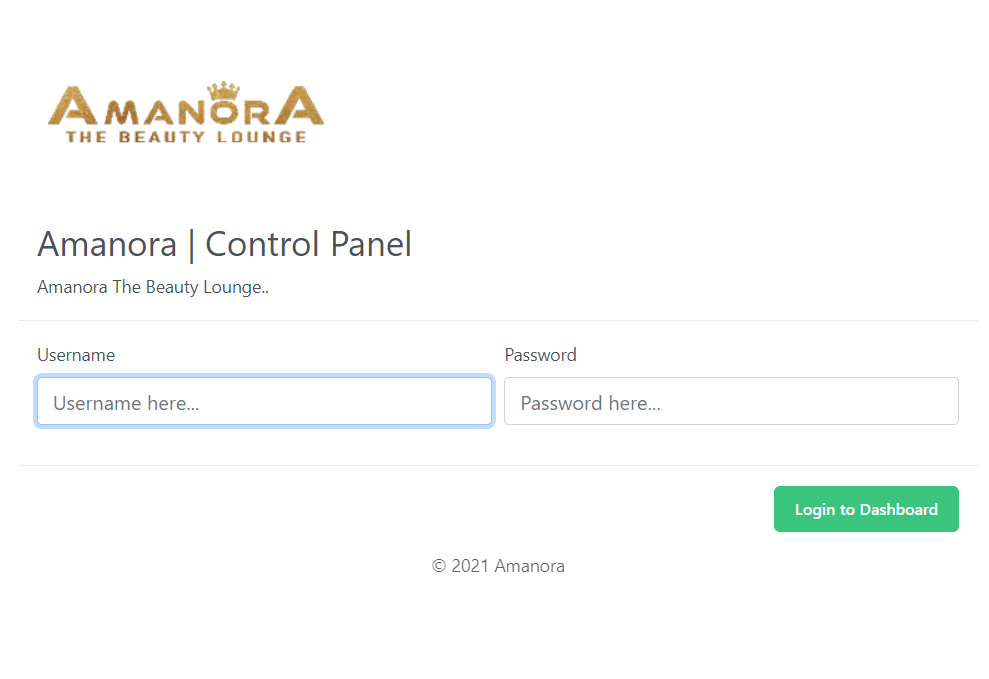 AMANORA
THE BEAUTY LOUNGE
Amanora | Control Panel
Amanora The Beauty Lounge..
Username
Password
Username here...
Password here...
Login to Dashboard
© 2021 Amanora